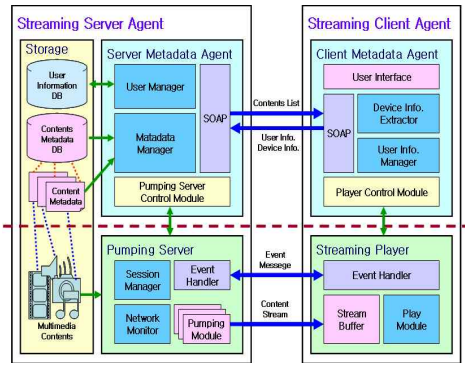 Streaming Server Agent
Storage
User
Information
DB
Contents
Metadata
DB
Content
Metadata
Multimedia
Contents
Server Metadata Agent
User Manager
Matadata
Manager
SOAP
Pumping Server
Control Module
Pumping Server
Session
Manager
Event
Handler
Network
Monitor
Pumping
Module
Contents List
User Info.
Device Info.
Event
Message
Content
Stream
Streaming Client Agent
Client Metadata Agent
User Interface
SOAP
Device Info.
Extractor
User Info.
Manager
Player Control Module
Streaming Player
Event Handler
Stream
Buffer
Play
Module